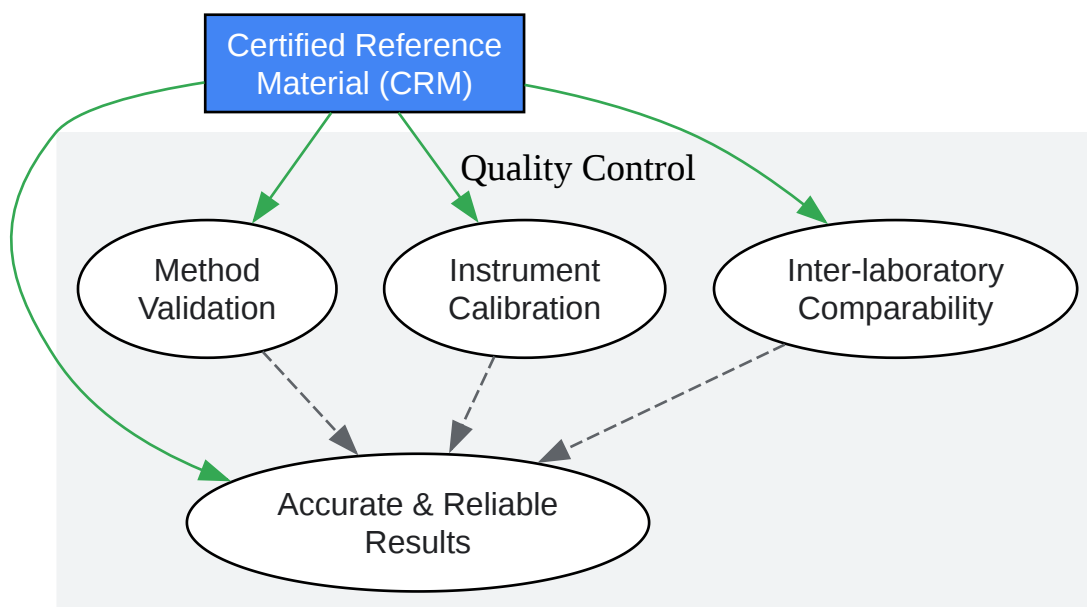 Certified Reference
Material (CRM)
Quality Control
Method
Validation
Instrument
Calibration
Inter-laboratory
Comparability
Accurate & Reliable
Results